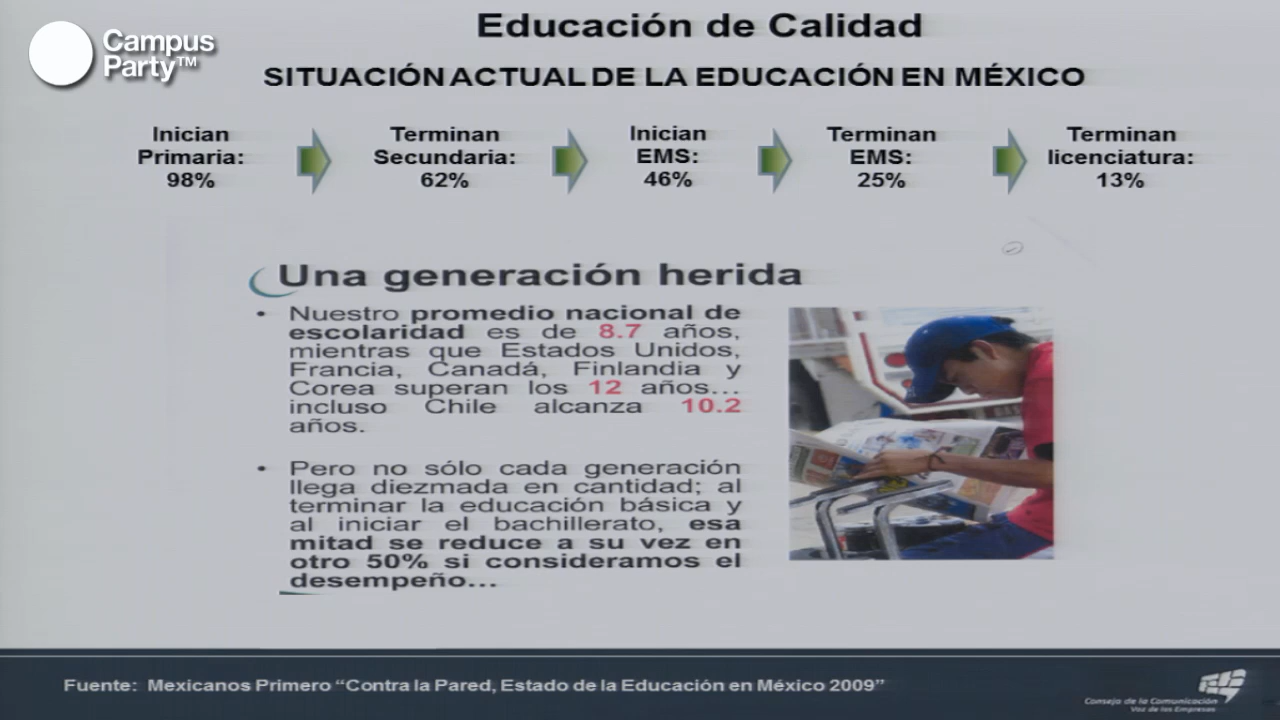 Campus
Party™
Educación de Calidad
SITUACIÓN ACTUAL DE LA EDUCACIÓN EN MÉXICO
Inician
Primaria:
98%
Terminan
Secundaria:
62%
Inician
EMS:
46%
Terminan
EMS:
25%
Terminan
licenciatura:
13%
Una generación herida
• Nuestro promedio nacional de
escolaridad es de 8.7 años,
mientras que Estados Unidos,
Francia, Canadá, Finlandia y
Corea superan los 12 años...
incluso Chile alcanza 10.2
años.
• Pero no sólo cada generación
llega diezmada en cantidad; al
terminar la educación básica y
al iniciar el bachillerato, esa
mitad se reduce a su vez en
otro 50% si consideramos el
desempeño...
Fuente: Mexicanos Primero “Contra la Pared, Estado de la Educación en México 2009”
Consejo de la Comunicación
Voz de las Empresas